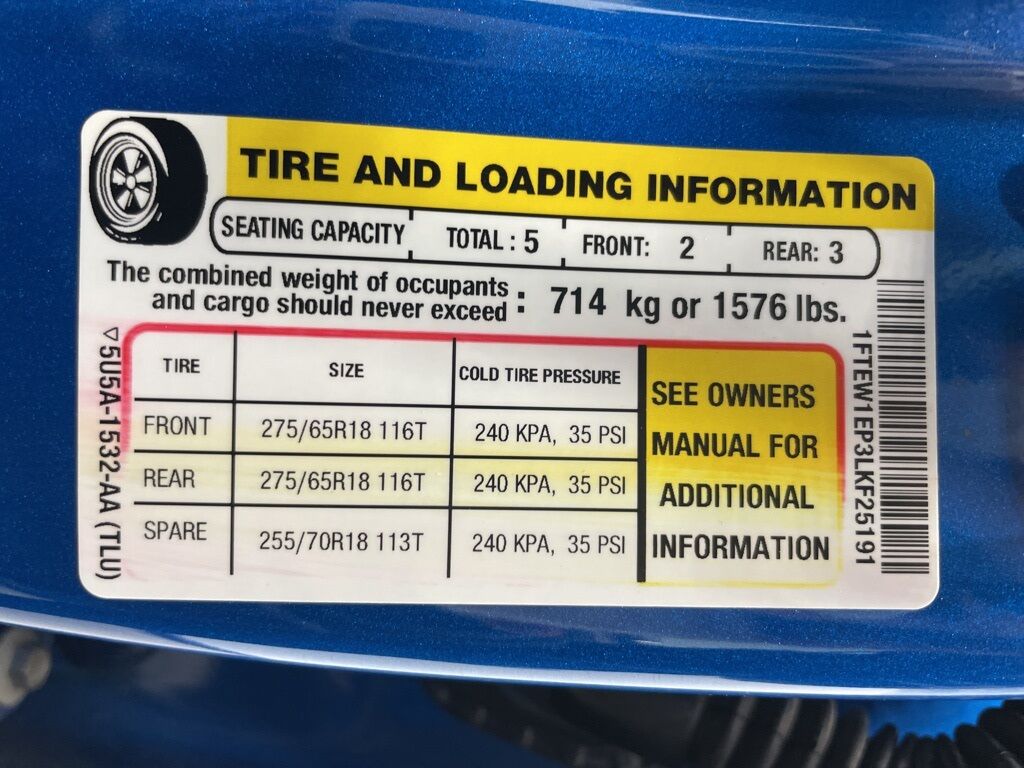 TIRE AND LOADING INFORMATION
SEATING CAPACITY TOTAL : 5 FRONT: 2 REAR: 3
The combined weight of occupants
and cargo should never exceed : 714 kg or 1576 lbs.
TIRE SIZE COLD TIRE PRESSURE
FRONT 275/65R18 116T 240 KPA, 35 PSI
REAR 275/65R18 116T 240 KPA, 35 PSI
SPARE 255/70R18 113T 240 KPA, 35 PSI
SEE OWNERS
MANUAL FOR
ADDITIONAL
INFORMATION
5U5A-1532-AA (TLU)
1FTEW1EP3LKF25191